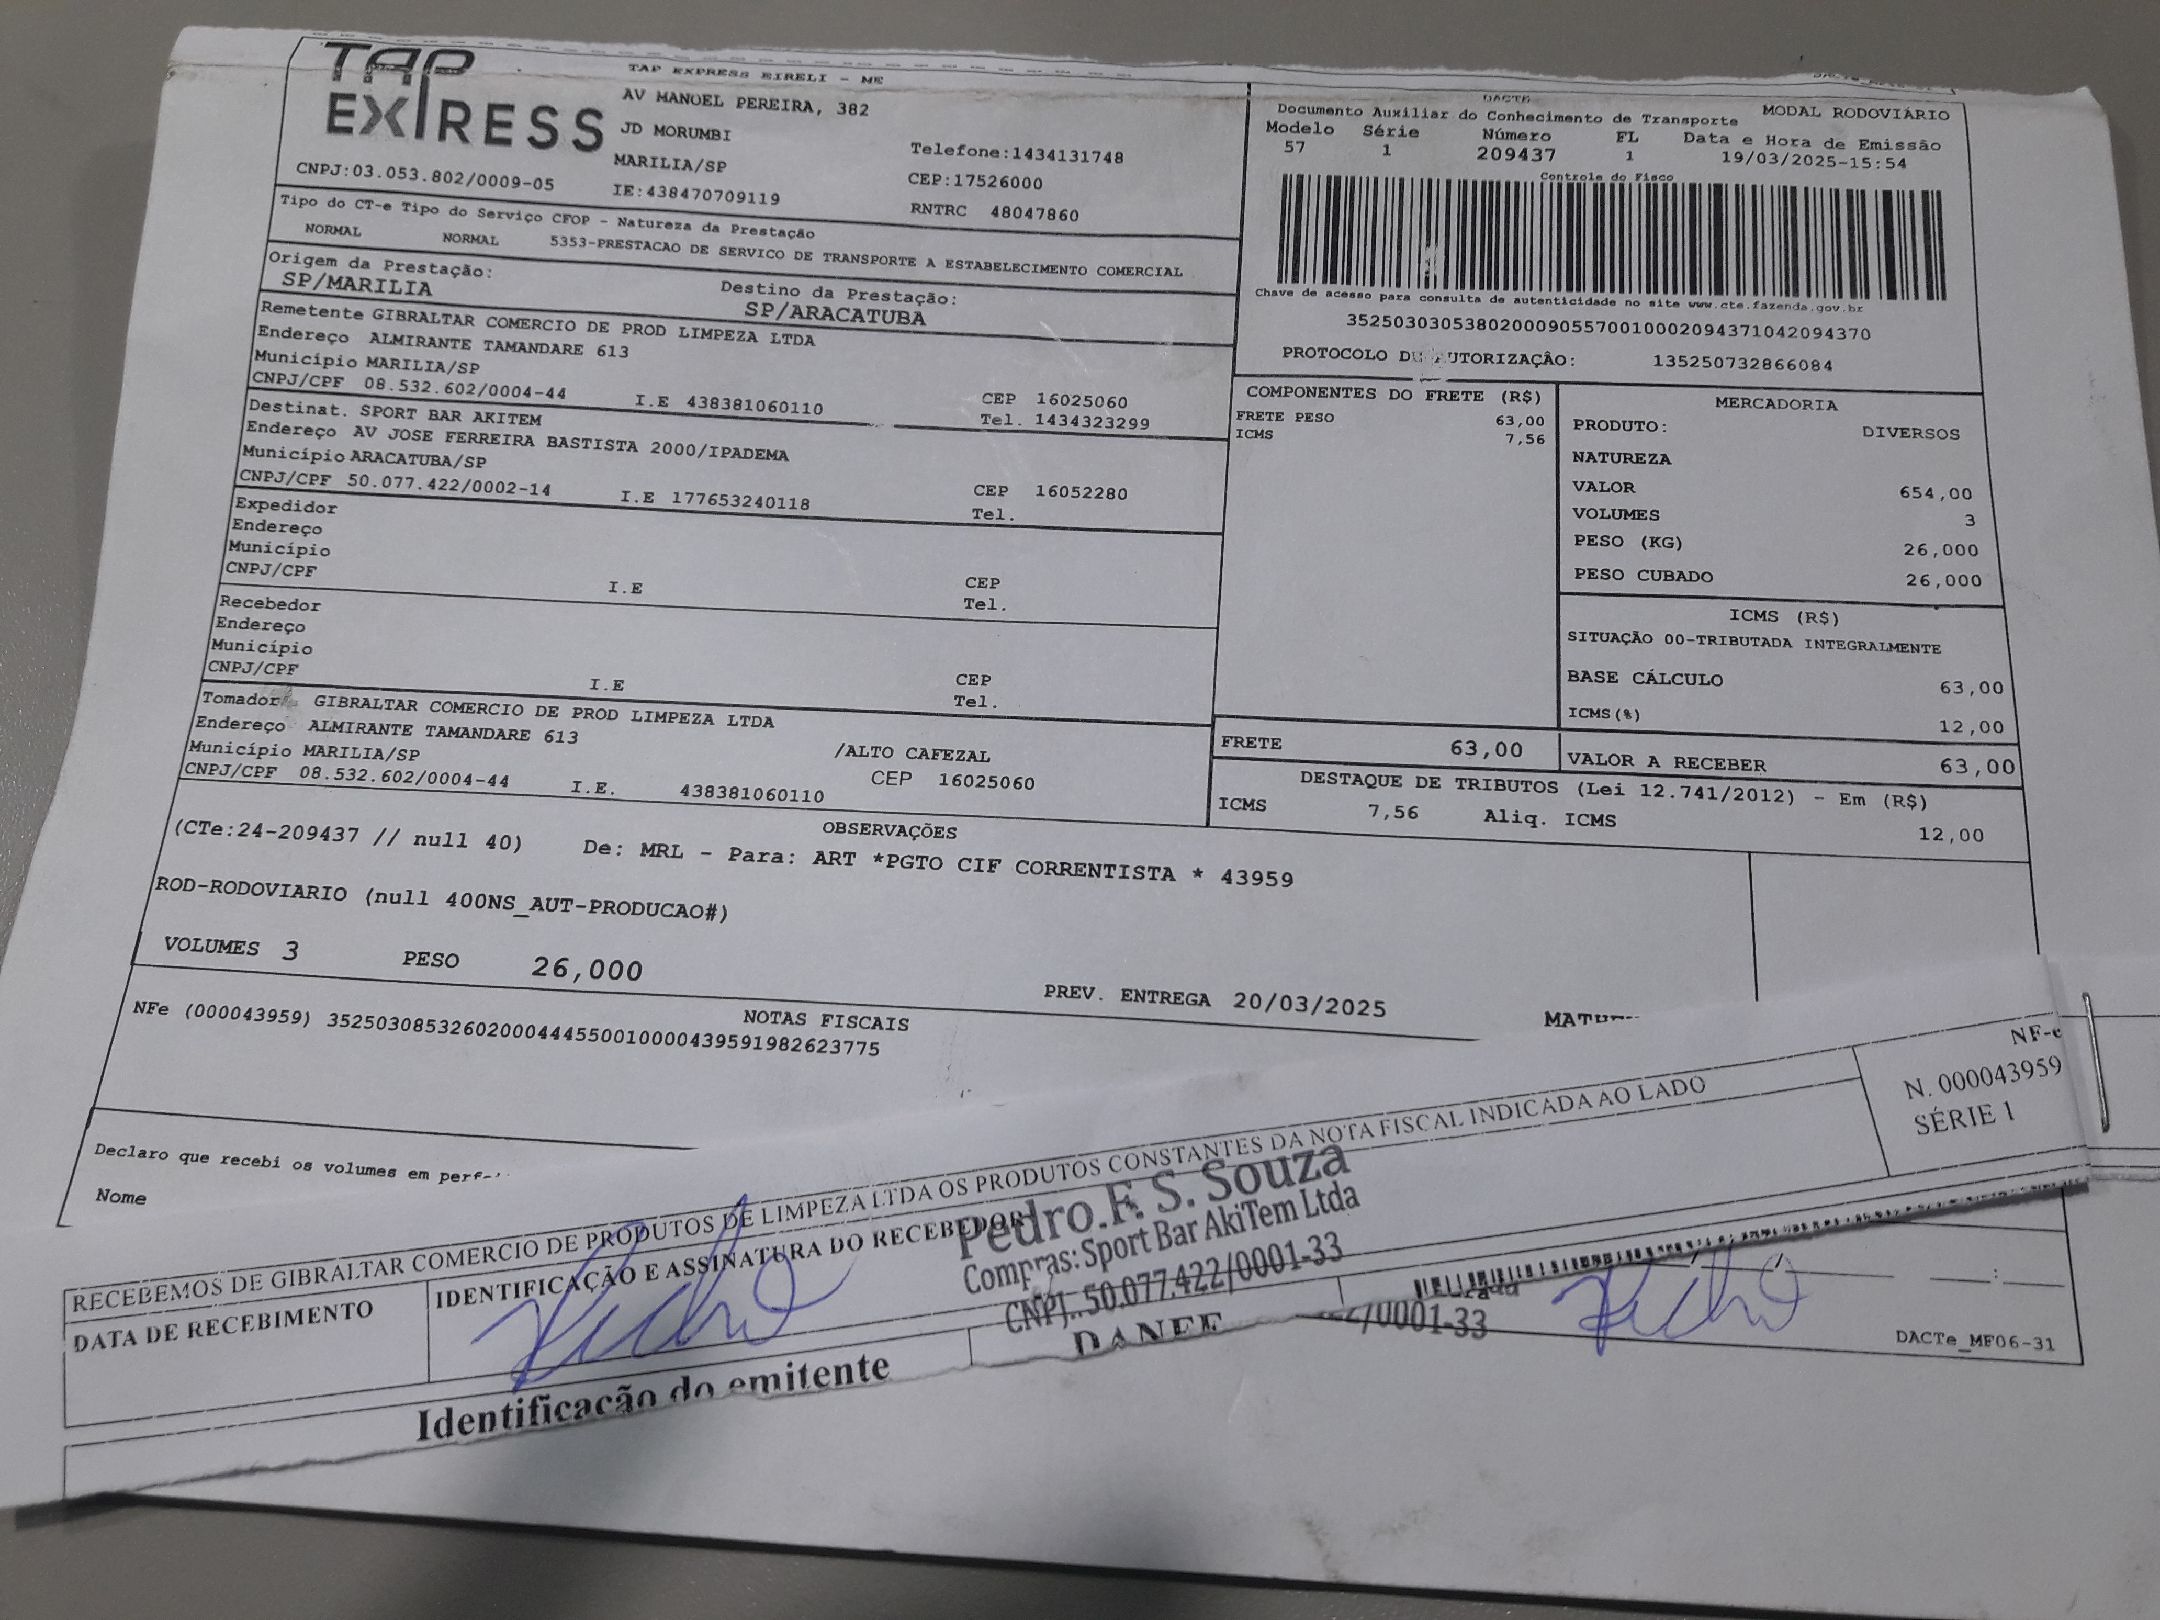 TAP EXPRESS
TAP EXPRESS EIRELI - ME
AV MANOEL PEREIRA, 382
JD MORUMBI
MARILIA/SP
Telefone:1434131748
CEP:17526000
CNPJ:03.053.802/0009-05
IE:438470709119
RNTRC 48047860
DACTE
Documento Auxiliar do Conhecimento de Transporte
MODAL RODOVIÁRIO
Modelo Série Número FL Data e Hora de Emissão
57 1 209437 1 19/03/2025-15:54
Controle do Fisco
Chave de acesso para consulta de autenticidade no site www.cte.fazenda.gov.br
35250303053802000905570010002094371042094370
PROTOCOLO DE AUTORIZAÇÃO: 135250732866084
Tipo do CT-e Tipo do Serviço CFOP - Natureza da Prestação
NORMAL NORMAL 5353-PRESTACAO DE SERVICO DE TRANSPORTE A ESTABELECIMENTO COMERCIAL
Origem da Prestação: Destino da Prestação:
SP/MARILIA SP/ARACATUBA
Remetente GIBRALTAR COMERCIO DE PROD LIMPEZA LTDA
Endereço ALMIRANTE TAMANDARE 613
Município MARILIA/SP CEP 16025060
CNPJ/CPF 08.532.602/0004-44 I.E 438381060110 Tel. 1434323299
Destinat. SPORT BAR AKITEM
Endereço AV JOSE FERREIRA BASTISTA 2000/IPADEMA
Município ARACATUBA/SP CEP 16052280
CNPJ/CPF 50.077.422/0002-14 I.E 177653240118 Tel.
Expedidor
Endereço
Município CEP
CNPJ/CPF I.E Tel.
Recebedor
Endereço
Município CEP
CNPJ/CPF I.E Tel.
Tomador GIBRALTAR COMERCIO DE PROD LIMPEZA LTDA
Endereço ALMIRANTE TAMANDARE 613 /ALTO CAFEZAL
Município MARILIA/SP CEP 16025060
CNPJ/CPF 08.532.602/0004-44 I.E. 438381060110
COMPONENTES DO FRETE (R$)
FRETE PESO 63,00
ICMS 7,56
MERCADORIA
PRODUTO: DIVERSOS
NATUREZA
VALOR 654,00
VOLUMES 3
PESO (KG) 26,000
PESO CUBADO 26,000
ICMS (R$)
SITUAÇÃO 00-TRIBUTADA INTEGRALMENTE
BASE CÁLCULO 63,00
ICMS(%) 12,00
FRETE 63,00
VALOR A RECEBER 63,00
DESTAQUE DE TRIBUTOS (Lei 12.741/2012) - Em (R$)
ICMS 7,56 Aliq. ICMS 12,00
OBSERVAÇÕES
(CTe:24-209437 // null 40) De: MRL - Para: ART *PGTO CIF CORRENTISTA * 43959
ROD-RODOVIARIO (null 400NS_AUT-PRODUCAO#)
VOLUMES 3 PESO 26,000
PREV. ENTREGA 20/03/2025
NOTAS FISCAIS
NFe (000043959) 35250308532602000444550010000439591982623775
Declaro que recebi os volumes em
Nome
RECEBEMOS DE GIBRALTAR COMERCIO DE PRODUTOS DE LIMPEZA LTDA OS PRODUTOS CONSTANTES DA NOTA FISCAL INDICADA AO LADO
NF-e
N. 000043959
SÉRIE 1
DATA DE RECEBIMENTO
IDENTIFICAÇÃO E ASSINATURA DO RECEBEDOR
Pedro
Pedro.F. S. Souza
Compras: Sport Bar AkiTem Ltda
CNPJ.:50.077.422/0001-33
Identificação do emitente
DANFE
/0001-33
Pedro
DACTe_MF06-31